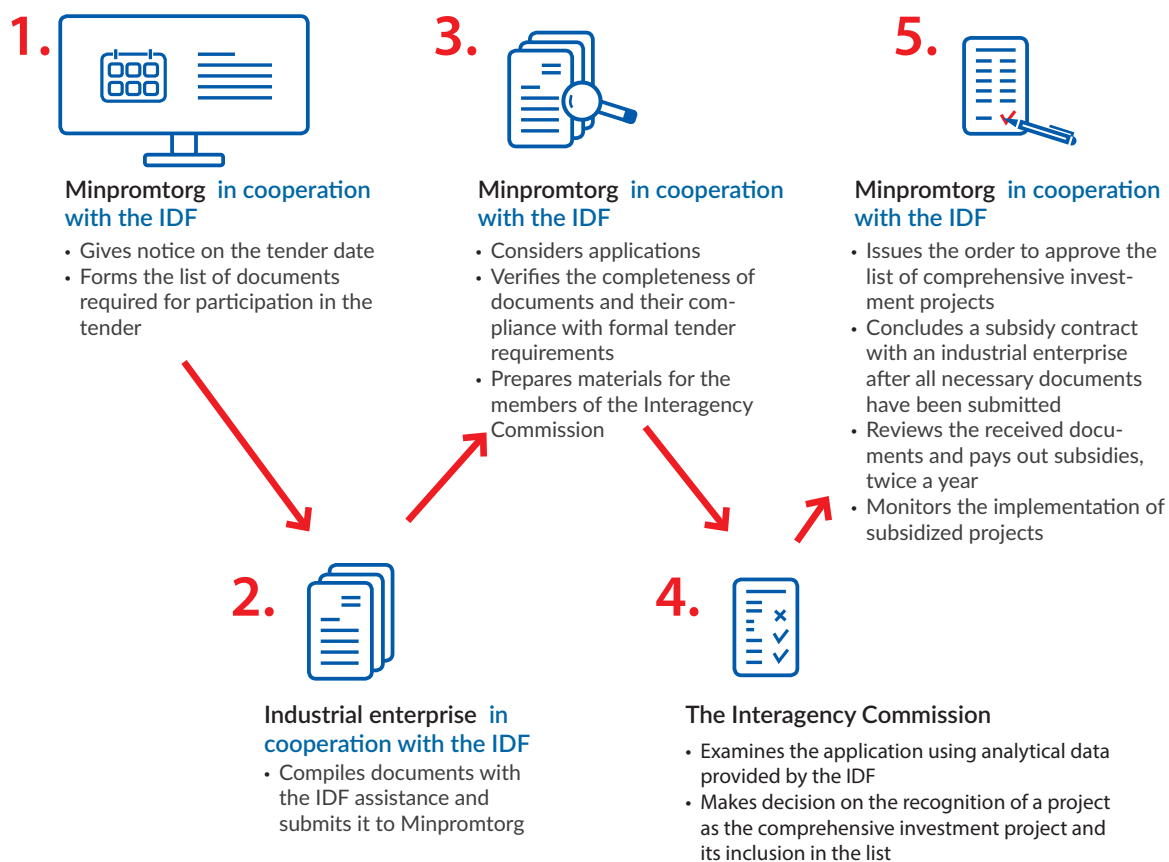 1.
Minpromtorg in cooperation
with the IDF
• Gives notice on the tender date
• Forms the list of documents
required for participation in the
tender
2.
Industrial enterprise in
cooperation with the IDF
• Compiles documents with
the IDF assistance and
submits it to Minpromtorg
3.
Minpromtorg in cooperation
with the IDF
• Considers applications
• Verifies the completeness of
documents and their com-
pliance with formal tender
requirements
• Prepares materials for the
members of the Interagency
Commission
4.
The Interagency Commission
• Examines the application using analytical data
provided by the IDF
• Makes decision on the recognition of a project
as the comprehensive investment project and
its inclusion in the list
5.
Minpromtorg in cooperation
with the IDF
• Issues the order to approve the
list of comprehensive invest-
ment projects
• Concludes a subsidy contract
with an industrial enterprise
after all necessary documents
have been submitted
• Reviews the received docu-
ments and pays out subsidies,
twice a year
• Monitors the implementation of
subsidized projects